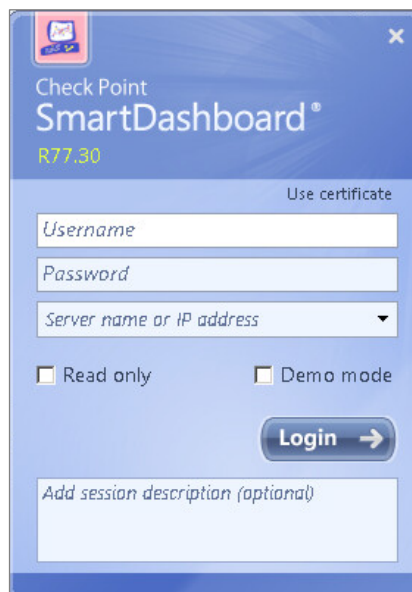 Check Point
SmartDashboard®
R77.30
Use certificate
Username
Password
Server name or IP address
Read only
Demo mode
Login
Add session description (optional)